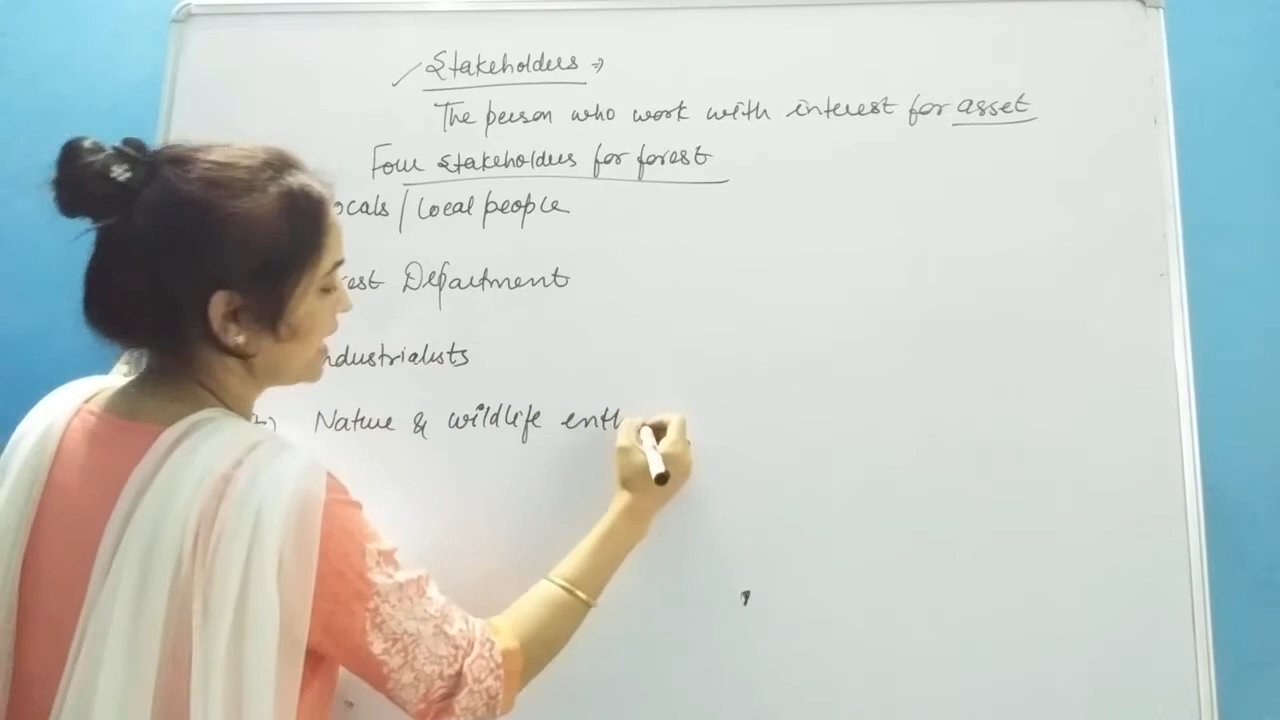 Stakeholders ⇒
The person who work with interest for asset
Four stakeholders for forest
ocals / local people
est Department
ndustrialists
Nature & wildlife enth